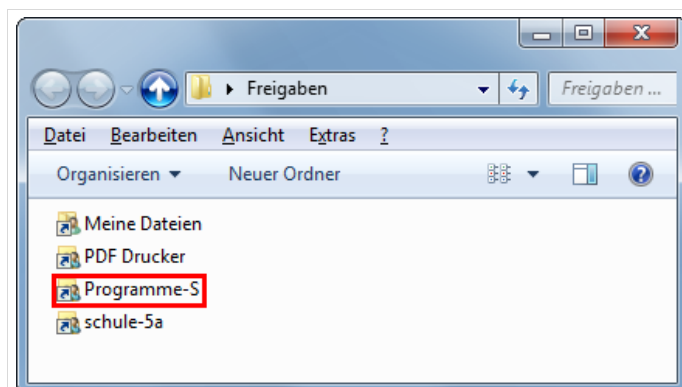 Freigaben
Freigaben ...
Datei Bearbeiten Ansicht Extras ?
Organisieren Neuer Ordner
Meine Dateien
PDF Drucker
Programme-S
schule-5a